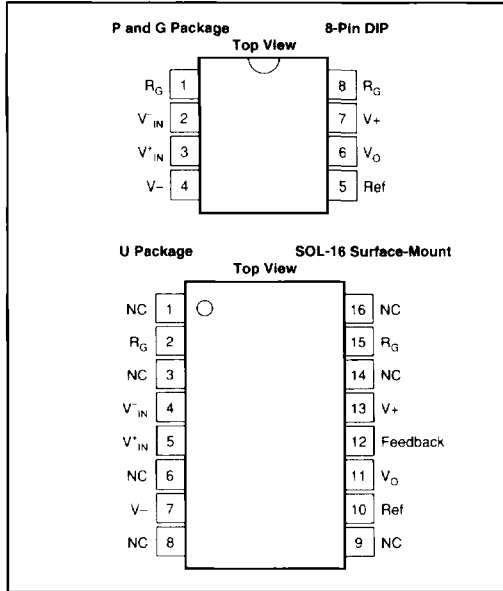 P and G Package 8-Pin DIP
Top View
R_G 1 8 R_G
V⁻_IN 2 7 V+
V⁺_IN 3 6 V_O
V– 4 5 Ref
U Package SOL-16 Surface-Mount
Top View
NC 1 16 NC
R_G 2 15 R_G
NC 3 14 NC
V⁻_IN 4 13 V+
V⁺_IN 5 12 Feedback
NC 6 11 V_O
V– 7 10 Ref
NC 8 9 NC